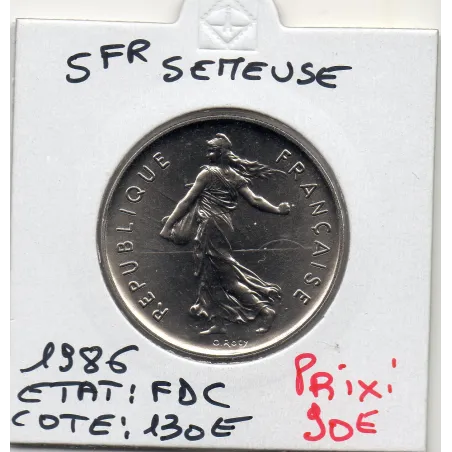 5FR SEMEUSE
REPUBLIQUE FRANÇAISE
O. ROTY
1986
ETAT: FDC
COTE: 130€
PRix:
90€